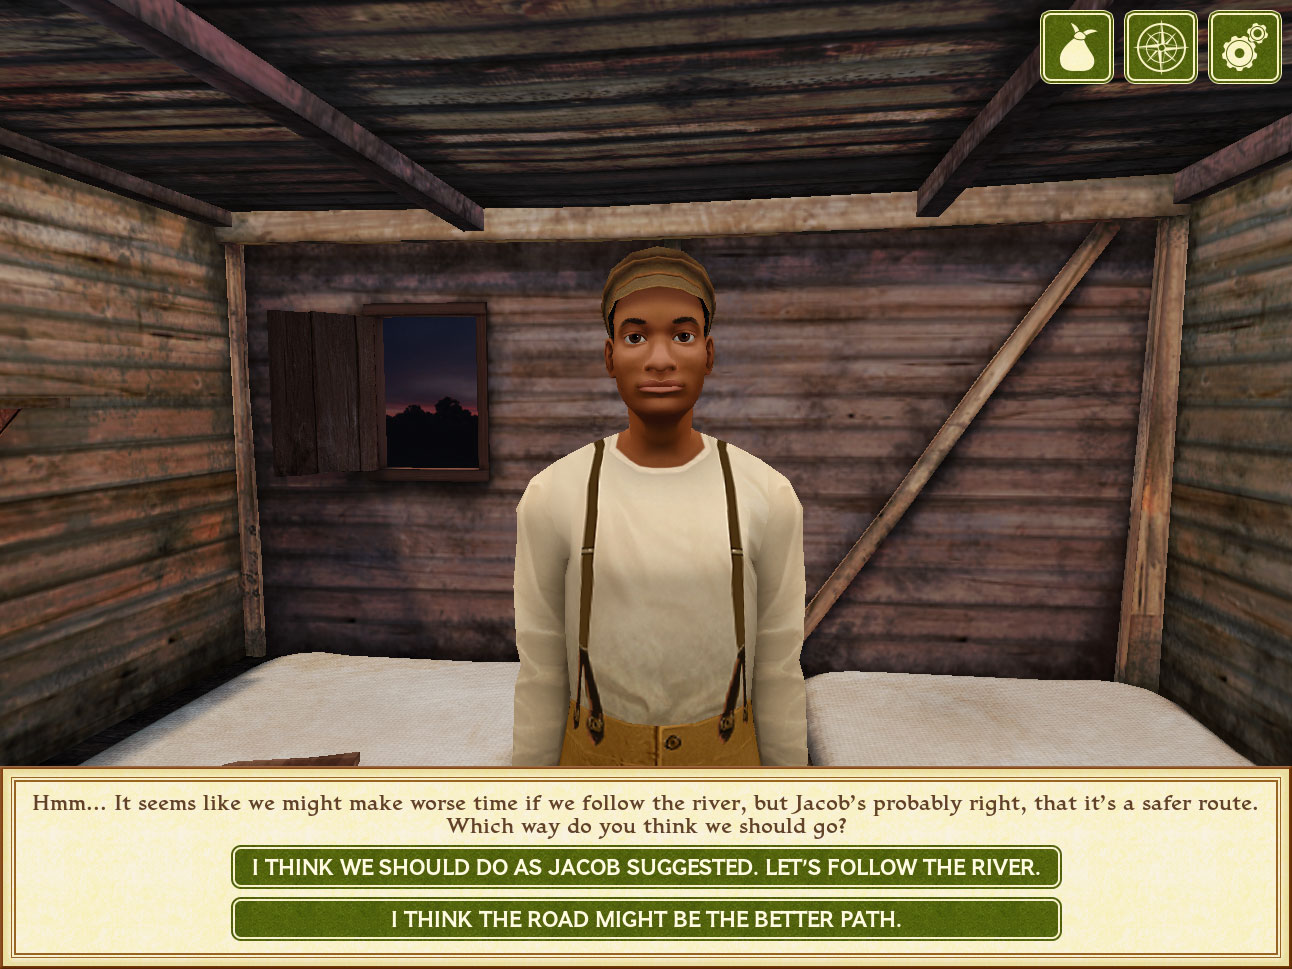 Hmm... It seems like we might make worse time if we follow the river, but Jacob's probably right, that it's a safer route.
Which way do you think we should go?
I THINK WE SHOULD DO AS JACOB SUGGESTED. LET'S FOLLOW THE RIVER.
I THINK THE ROAD MIGHT BE THE BETTER PATH.